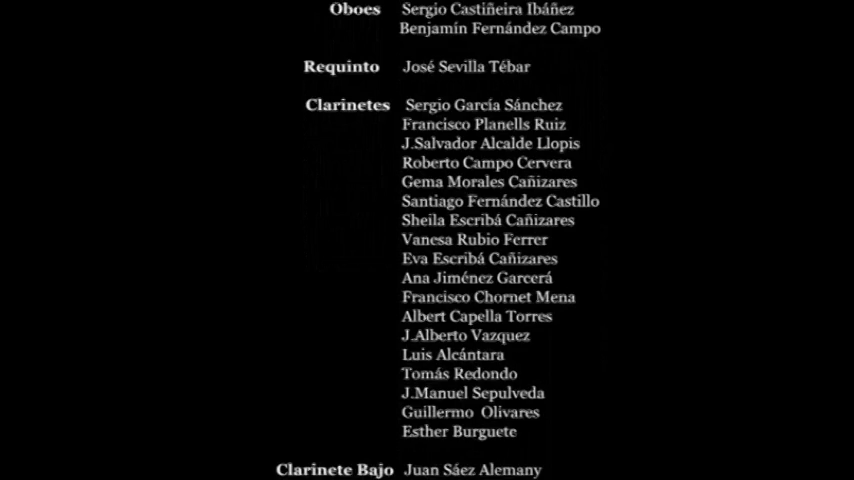 Oboes Sergio Castiñeira Ibáñez
Benjamín Fernández Campo
Requinto José Sevilla Tébar
Clarinetes Sergio García Sánchez
Francisco Planells Ruiz
J.Salvador Alcalde Llopis
Roberto Campo Cervera
Gema Morales Cañizares
Santiago Fernández Castillo
Sheila Escribá Cañizares
Vanesa Rubio Ferrer
Eva Escribá Cañizares
Ana Jiménez Garcerá
Francisco Chornet Mena
Albert Capella Torres
J.Alberto Vazquez
Luis Alcántara
Tomás Redondo
J.Manuel Sepulveda
Guillermo Olivares
Esther Burguete
Clarinete Bajo Juan Sáez Alemany